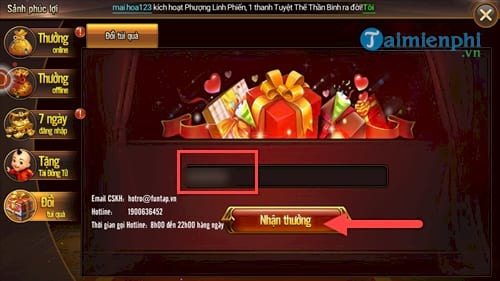 Sảnh phúc lợi
mai hoa123 kích hoạt Phượng Linh Phiến, 1 thanh Tuyệt Thế Thần Binh ra đời!Tôi
Thưởng
online
Thưởng
offline
7 ngày
đăng nhập
Tặng
Tài Đồng Tử
Đổi
túi quà
Đổi túi quà
Taimienphi
.vn
Email CSKH: hotro@funtap.vn
Hotline: 1900636452
Thời gian gọi Hotline: 8h00 đến 22h00 hàng ngày
Nhận thưởng